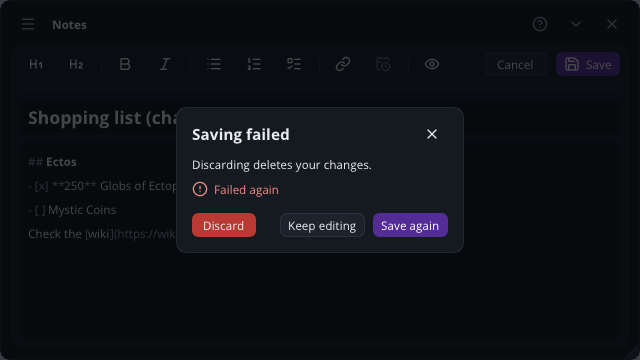 Notes
H1 H2 B I Cancel Save
Shopping list (cha
## Ectos
- [x] **250** Globs of Ectop
- [ ] Mystic Coins
Check the [wiki](https://wik
Saving failed
Discarding deletes your changes.
Failed again
Discard Keep editing Save again